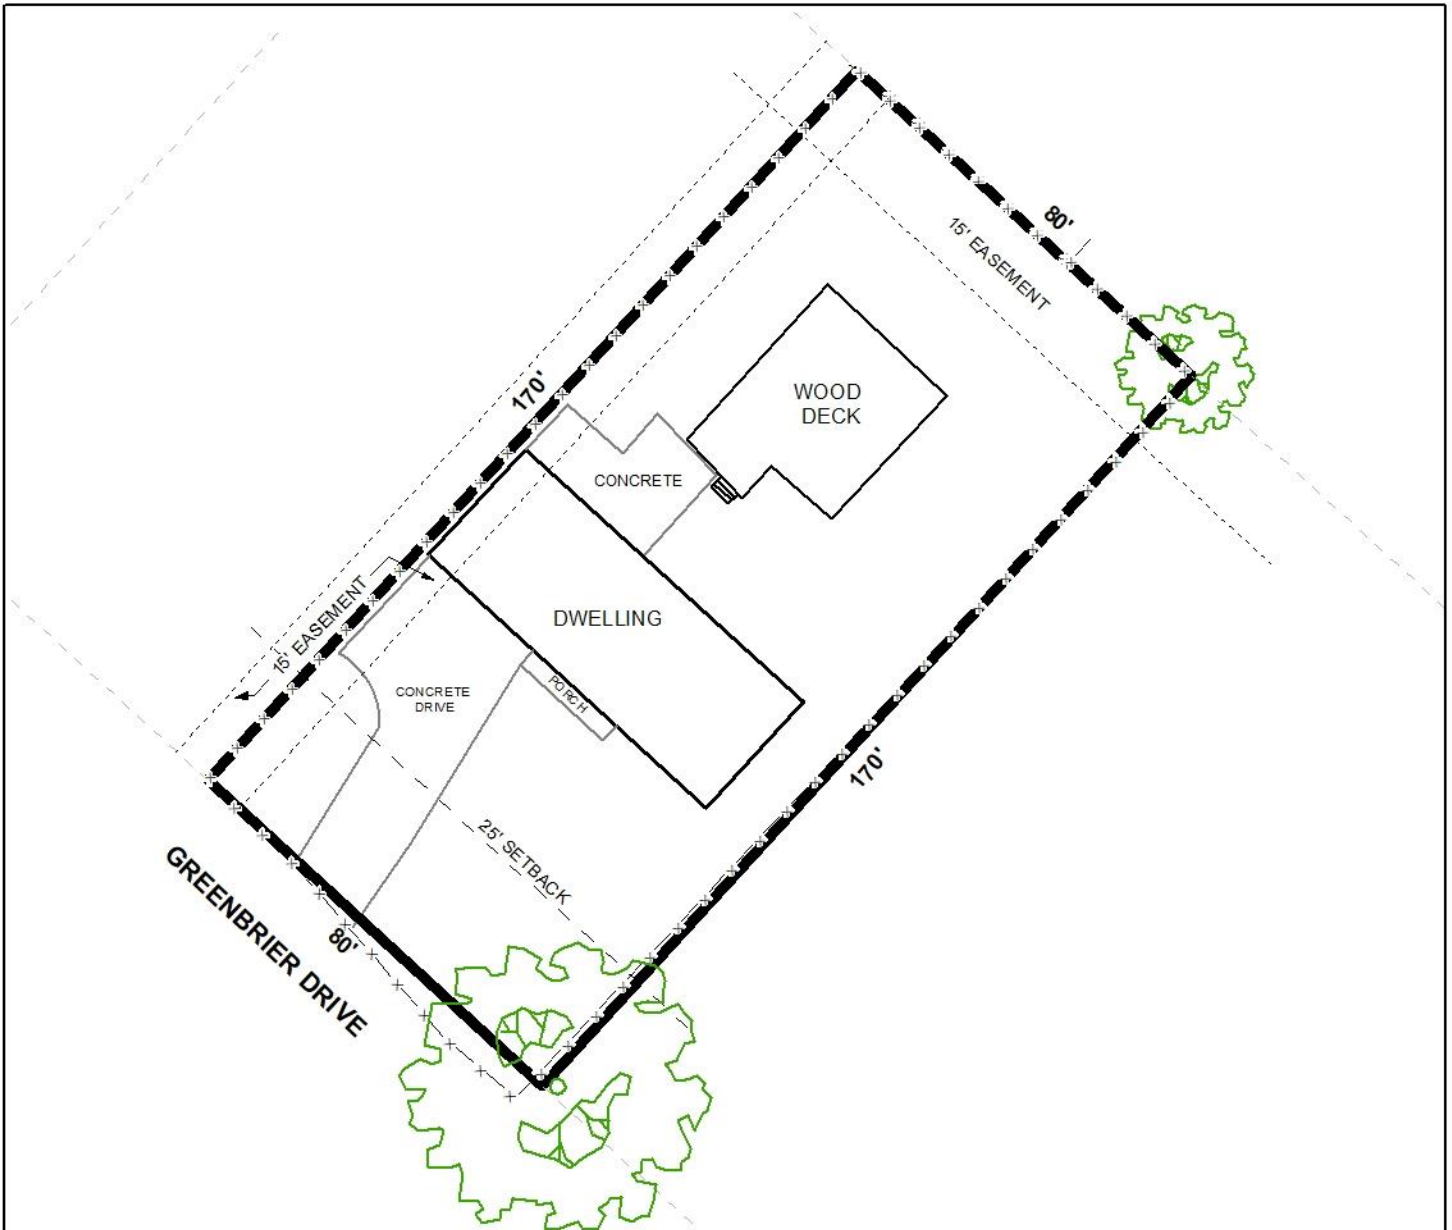 80'
15' EASEMENT
170'
WOOD
DECK
CONCRETE
DWELLING
15' EASEMENT
CONCRETE
DRIVE
PORCH
170'
25' SETBACK
80'
GREENBRIER DRIVE